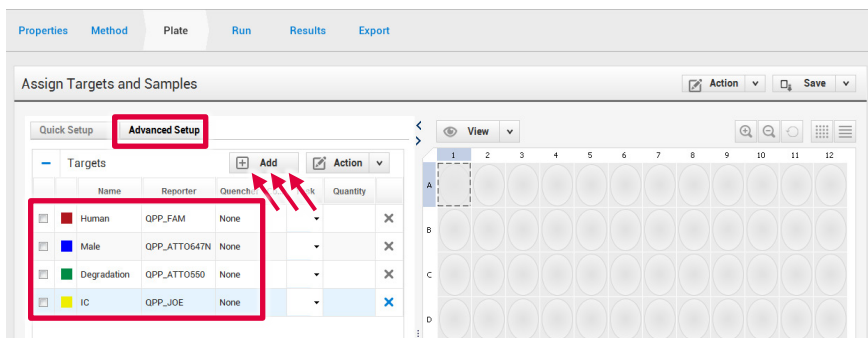 Properties Method Plate Run Results Export
Assign Targets and Samples
Action Save
Quick Setup Advanced Setup
View
Targets Add Action
Name Reporter Quantity
Human QPP_FAM None
Male QPP_ATTO647N None
Degradation QPP_ATTO550 None
IC QPP_JOE None
1 2 3 4 5 6 7 8 9 10 11 12
A
B
C
D